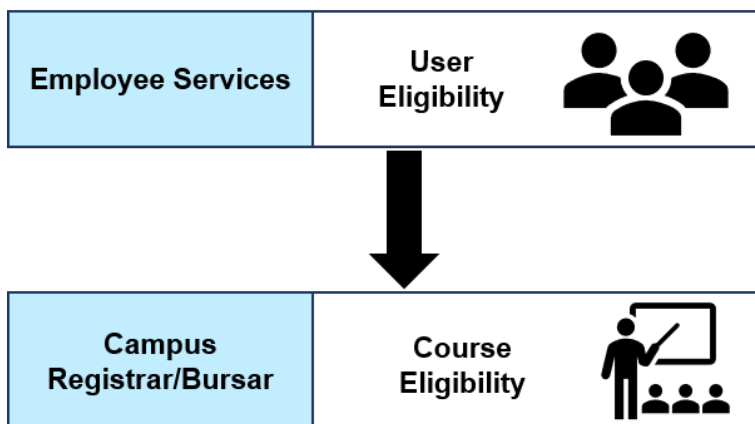 Employee Services
User
Eligibility
Campus
Registrar/Bursar
Course
Eligibility